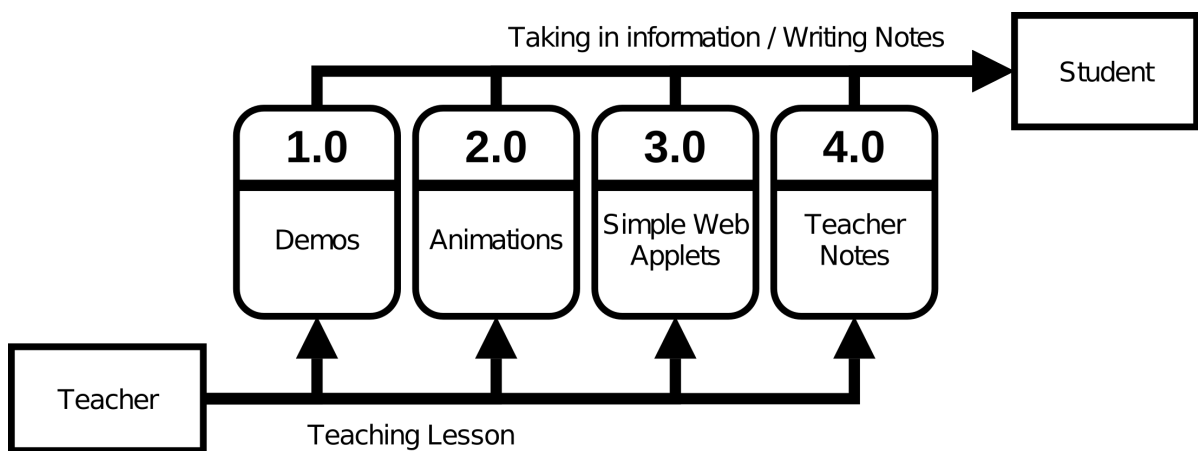 Taking in information / Writing Notes
Student
1.0
2.0
3.0
4.0
Demos
Animations
Simple Web
Applets
Teacher
Notes
Teacher
Teaching Lesson